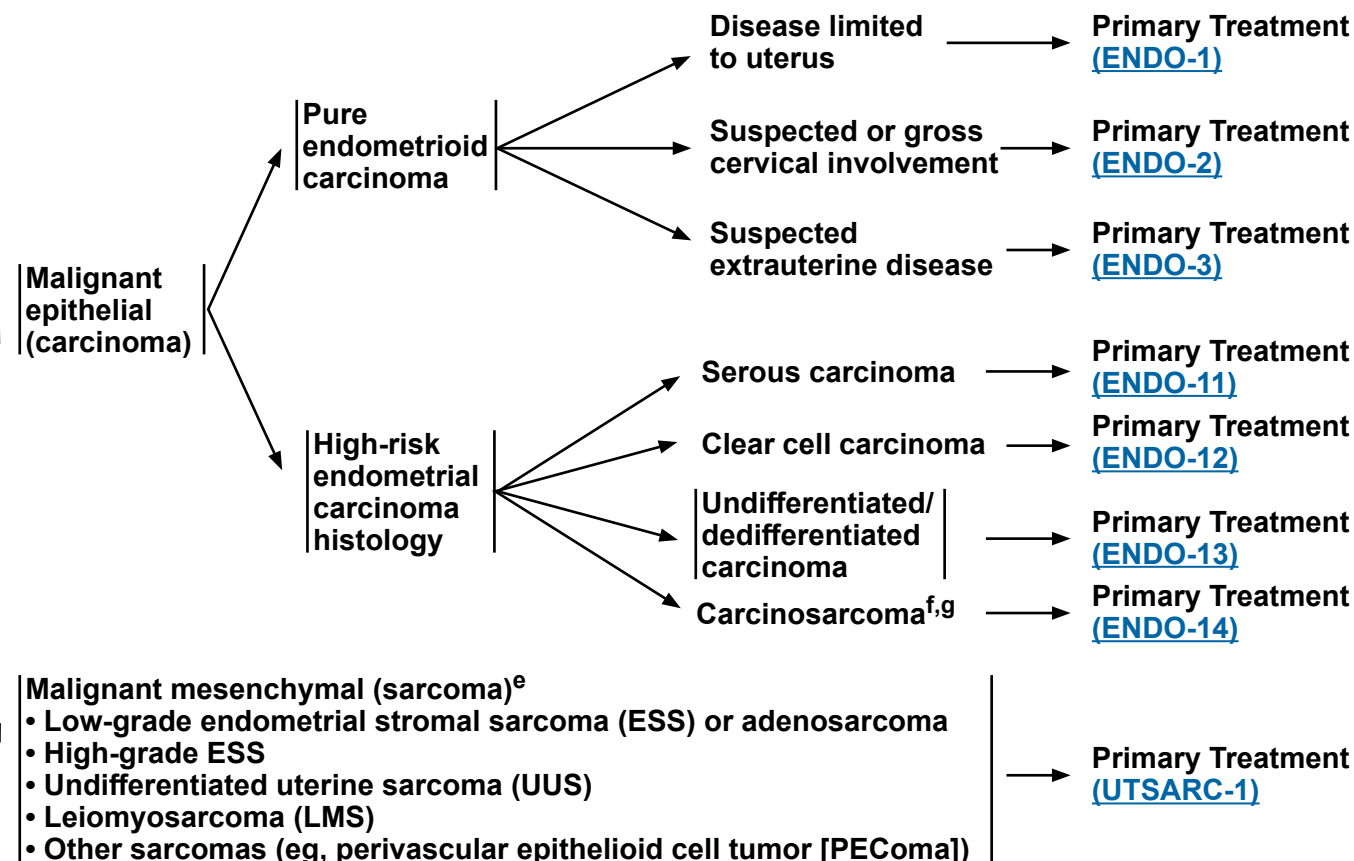 Disease limited
to uterus
Primary Treatment
(ENDO-1)
Pure
endometrioid
carcinoma
Suspected or gross
cervical involvement
Primary Treatment
(ENDO-2)
Suspected
extrauterine disease
Primary Treatment
(ENDO-3)
Malignant
epithelial
(carcinoma)
Serous carcinoma
Primary Treatment
(ENDO-11)
High-risk
endometrial
carcinoma
histology
Clear cell carcinoma
Primary Treatment
(ENDO-12)
Undifferentiated/
dedifferentiated
carcinoma
Primary Treatment
(ENDO-13)
Carcinosarcomaf,g
Primary Treatment
(ENDO-14)
Malignant mesenchymal (sarcoma)e
• Low-grade endometrial stromal sarcoma (ESS) or adenosarcoma
• High-grade ESS
• Undifferentiated uterine sarcoma (UUS)
• Leiomyosarcoma (LMS)
• Other sarcomas (eg, perivascular epithelioid cell tumor [PEComa])
Primary Treatment
(UTSARC-1)